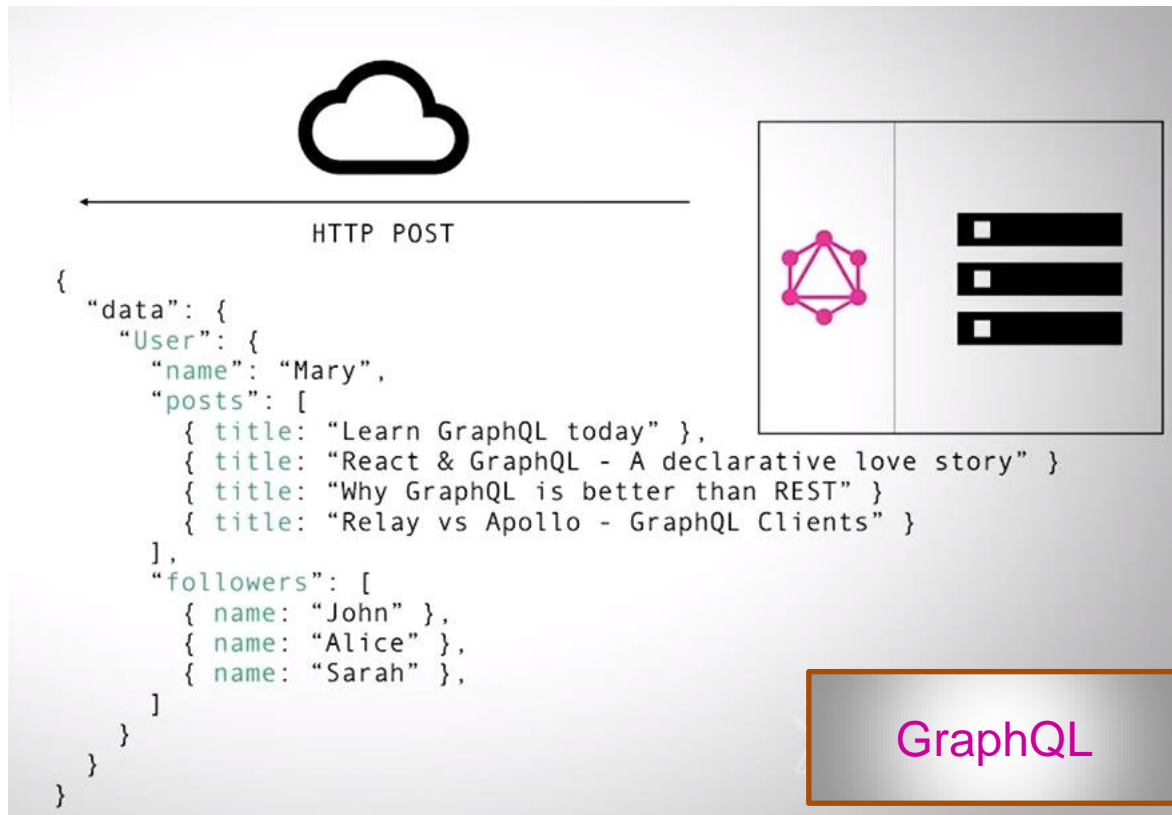 HTTP POST
{
“data”: {
“User”: {
“name”: “Mary”,
“posts”: [
{ title: “Learn GraphQL today” },
{ title: “React & GraphQL - A declarative love story” }
{ title: “Why GraphQL is better than REST” }
{ title: “Relay vs Apollo - GraphQL Clients” }
],
“followers”: [
{ name: “John” },
{ name: “Alice” },
{ name: “Sarah” },
]
}
}
}
GraphQL